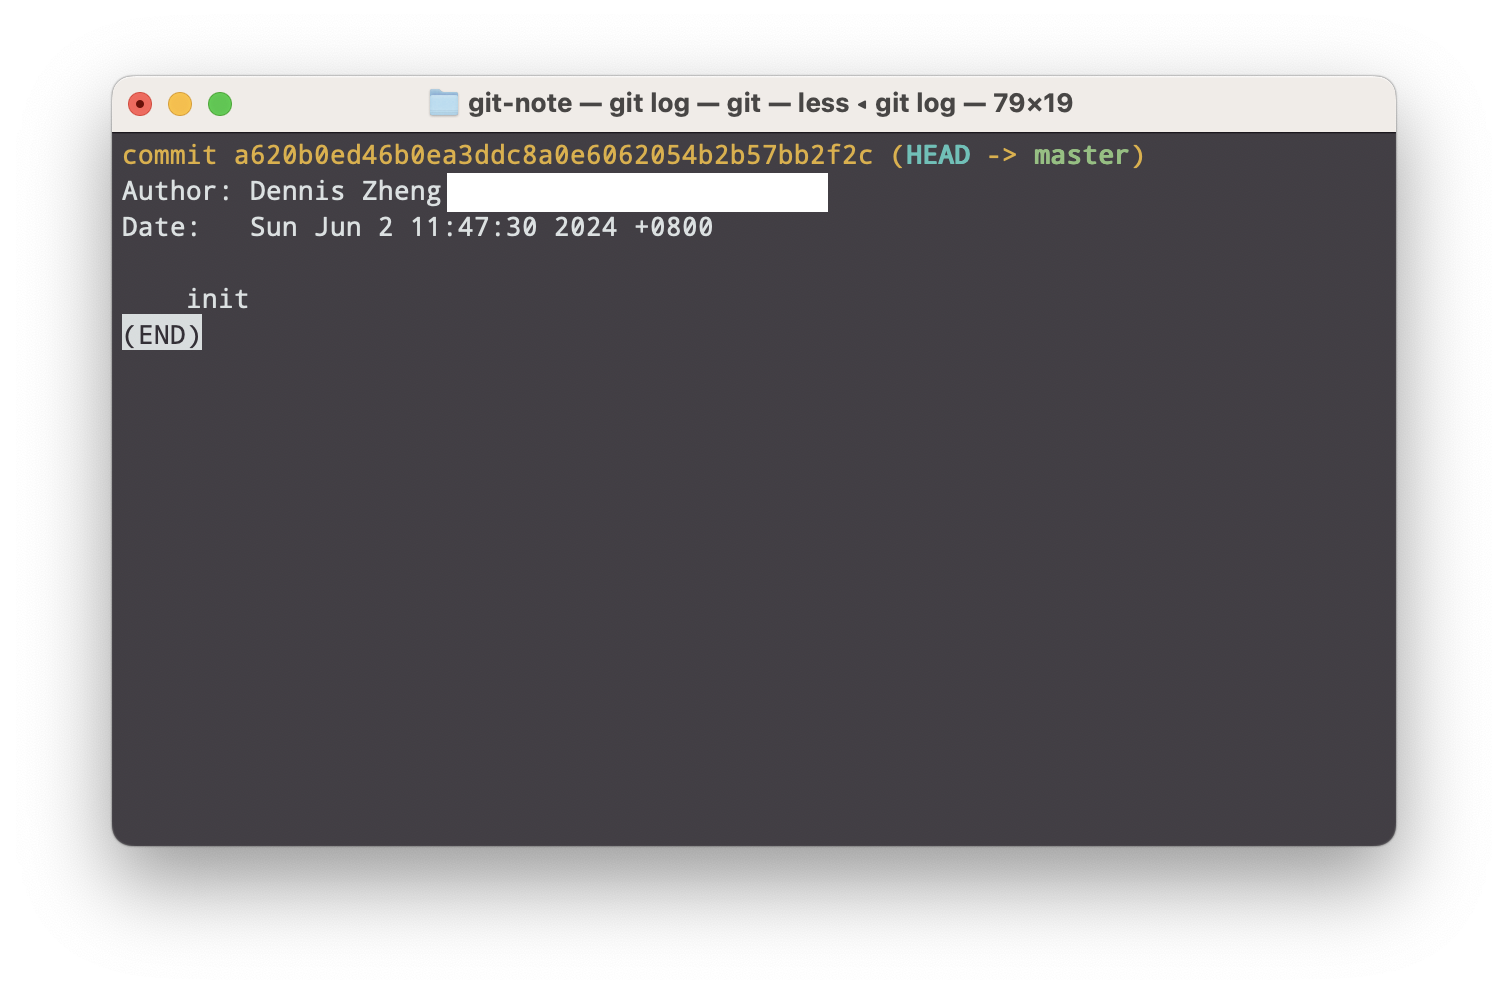 git-note — git log — git — less ◂ git log — 79×19
commit a620b0ed46b0ea3ddc8a0e6062054b2b57bb2f2c (HEAD -> master)
Author: Dennis Zheng
Date:   Sun Jun 2 11:47:30 2024 +0800
    init
(END)